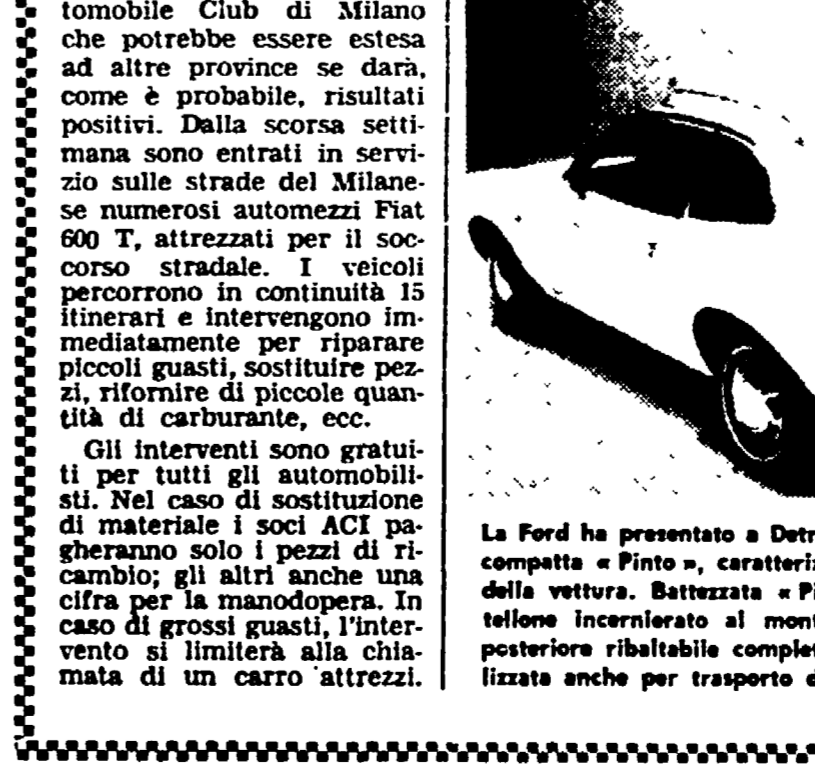 tomobile Club di Milano
che potrebbe essere estesa
ad altre province se darà,
come è probabile, risultati
positivi. Dalla scorsa setti-
mana sono entrati in servi-
zio sulle strade del Milane-
se numerosi automezzi Fiat
600 T, attrezzati per il soc-
corso stradale. I veicoli
percorrono in continuità 15
itinerari e intervengono im-
mediatamente per riparare
piccoli guasti, sostituire pez-
zi, rifornire di piccole quan-
tità di carburante, ecc.
Gli interventi sono gratui-
ti per tutti gli automobili-
sti. Nel caso di sostituzione
di materiale i soci ACI pa-
gheranno solo i pezzi di ri-
cambio; gli altri anche una
cifra per la manodopera. In
caso di grossi guasti, l'inter-
vento si limiterà alla chia-
mata di un carro attrezzi.
La Ford ha presentato a Detr
compatta « Pinto », caratteriz
della vettura. Battezzata « Pi
tellone incernierato al mont
posteriore ribaltabile complet
lizzata anche per trasporto d